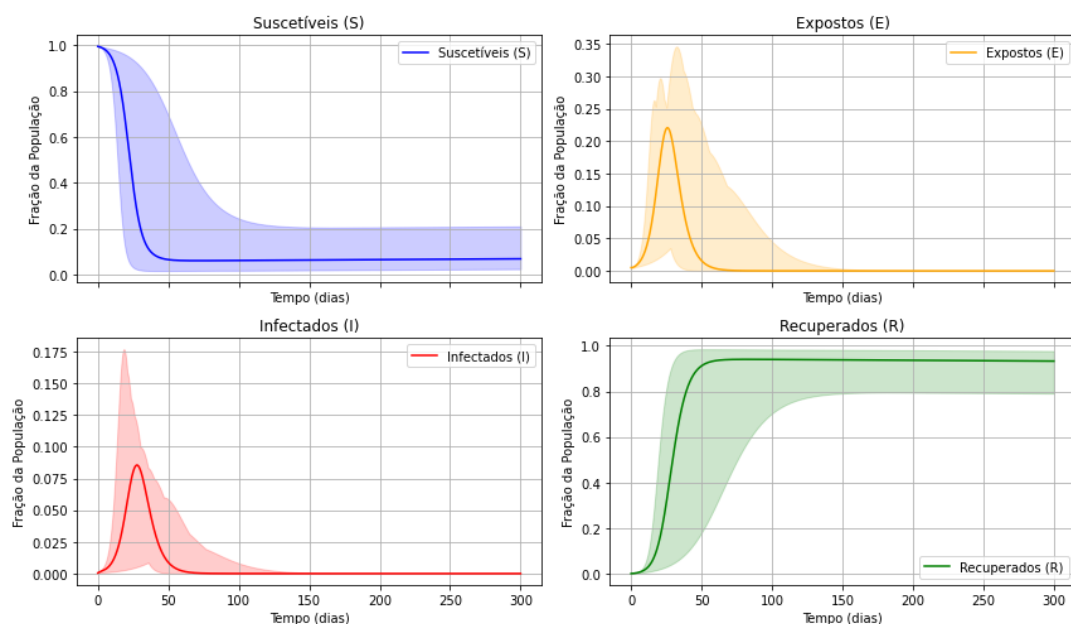 Suscetíveis (S)
1.0
0.8
0.6
0.4
0.2
0.0
Fração da População
Suscetíveis (S)
Tempo (dias)
Expostos (E)
0.35
0.30
0.25
0.20
0.15
0.10
0.05
0.00
Fração da População
Expostos (E)
Tempo (dias)
Infectados (I)
0.175
0.150
0.125
0.100
0.075
0.050
0.025
0.000
Fração da População
Infectados (I)
0 50 100 150 200 250 300
Tempo (dias)
Recuperados (R)
1.0
0.8
0.6
0.4
0.2
0.0
Fração da População
Recuperados (R)
0 50 100 150 200 250 300
Tempo (dias)